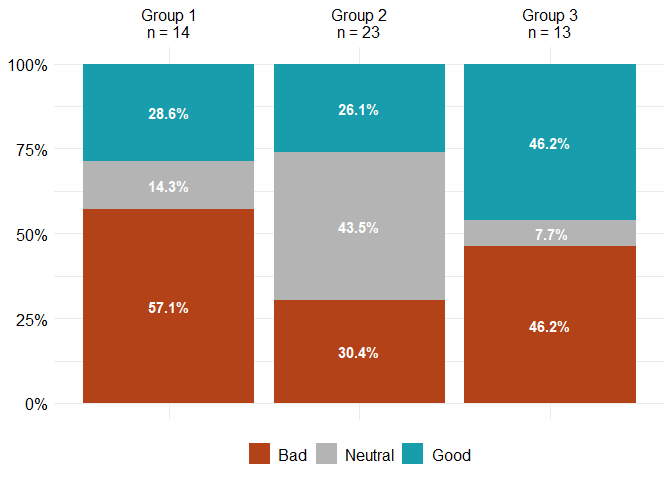 Group 1
n = 14
Group 2
n = 23
Group 3
n = 13
100%
75%
50%
25%
0%
28.6%
14.3%
57.1%
26.1%
43.5%
30.4%
46.2%
7.7%
46.2%
Bad
Neutral
Good